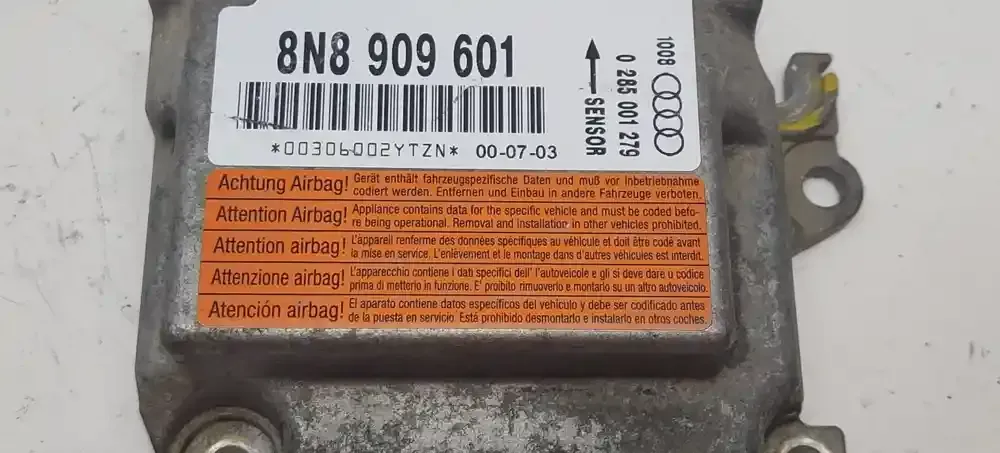 8N8 909 601
*00306002YTZN* 00-07-03
SENSOR
0 285 001 279
1008
Achtung Airbag! Gerät enthält fahrzeugspezifische Daten und muß vor Inbetriebnahme
codiert werden. Entfernen und Einbau in andere Fahrzeuge verboten.
Attention Airbag! Appliance contains data for the specific vehicle and must be coded befo-
re being operational. Removal and installation in other vehicles prohibited.
Attention airbag! L'appareil renferme des données spécifiques au véhicule et doit être codé avant
la mise en service. L'enlèvement et le montage dans d'autres véhicules est interdit.
Attenzione airbag! L'apparecchio contiene i dati specifici dell' l'autoveicolo e gli si deve dare u codice
prima di metterlo in funzione. E' proibito rimuoverlo e montarlo su un altro autoveicolo.
Atención airbag! El aparato contiene datos específicos del vehículo y debe ser codificado antes
de la puesta en servicio. Está prohibido desmontarlo e instalarlo en otros coches.